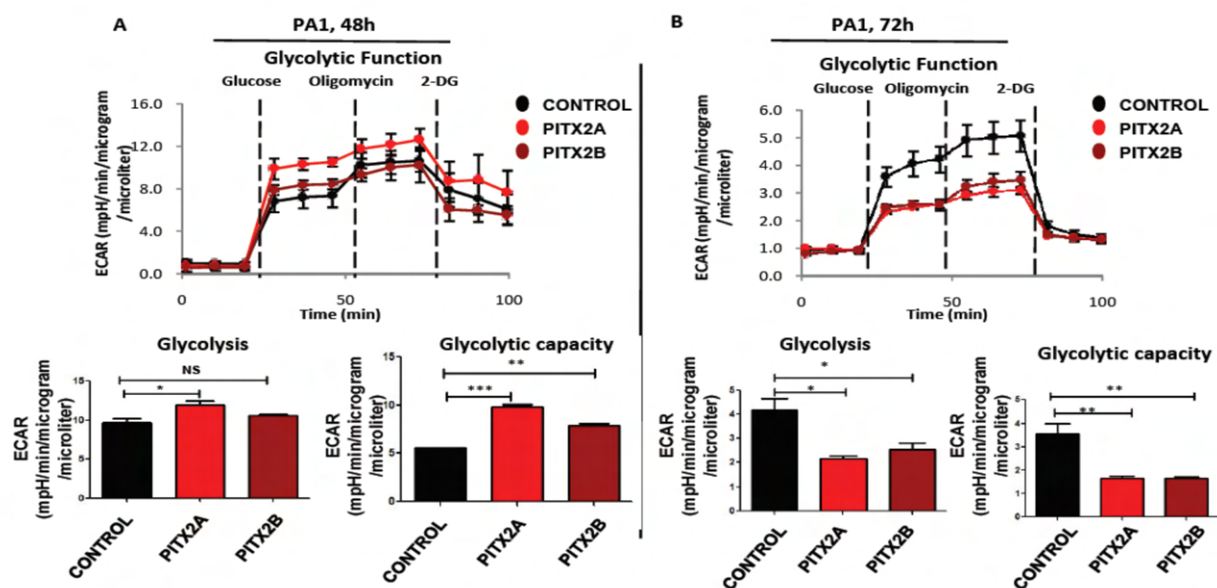 A
PA1, 48h
Glycolytic Function
Glucose Oligomycin 2-DG
16.0
12.0
8.0
4.0
0.0
ECAR (mpH/min/microgram
/microliter)
0 50 100
Time (min)
CONTROL
PITX2A
PITX2B
Glycolysis
NS
*
15
10
5
0
ECAR
(mpH/min/microgram
/microliter)
CONTROL
PITX2A
PITX2B
Glycolytic capacity
**
***
15
10
5
0
ECAR
(mpH/min/microgram
/microliter)
CONTROL
PITX2A
PITX2B
B
PA1, 72h
Glycolytic Function
Glucose Oligomycin 2-DG
6.0
5.0
4.0
3.0
2.0
1.0
0.0
ECAR (mpH/min/microgram
/microliter)
0 50 100
Time (min)
CONTROL
PITX2A
PITX2B
Glycolysis
*
*
5
4
3
2
1
0
ECAR
(mpH/min/microgram
/microliter)
CONTROL
PITX2A
PITX2B
Glycolytic capacity
**
**
5
4
3
2
1
0
ECAR
(mpH/min/microgram
/microliter)
CONTROL
PITX2A
PITX2B